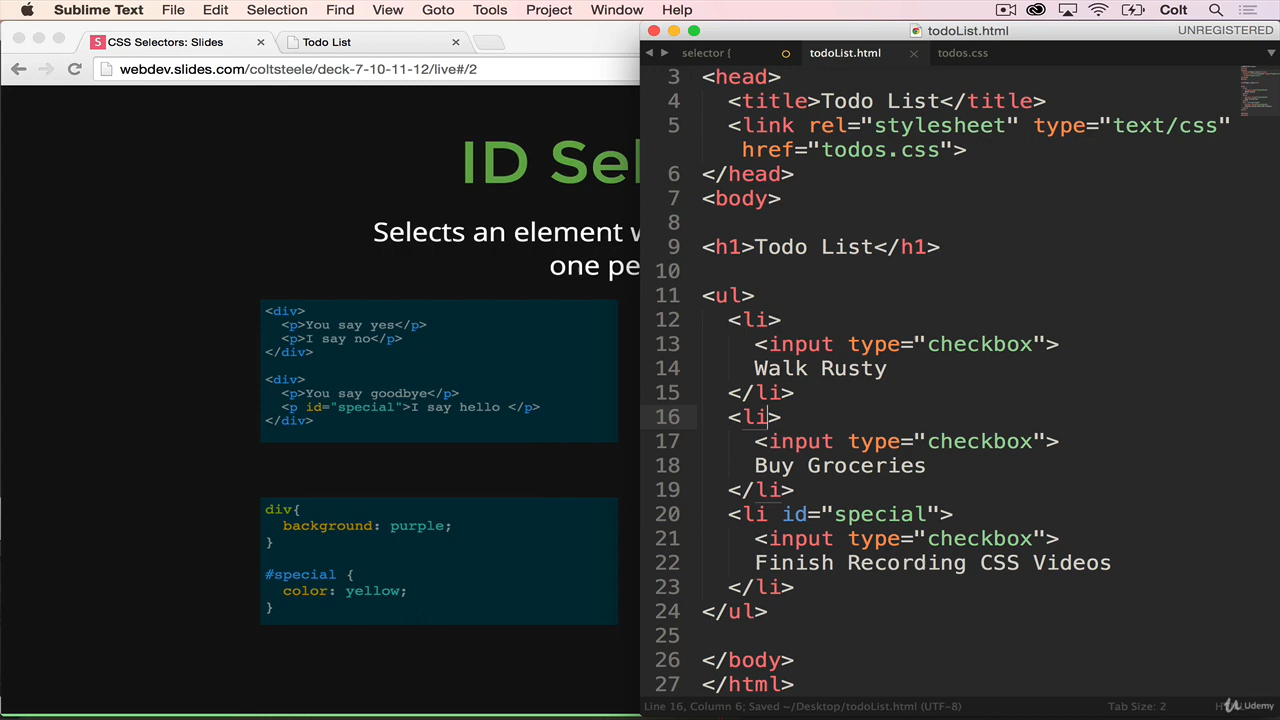 Sublime Text File Edit Selection Find View Goto Tools Project Window Help Colt
CSS Selectors: Slides
Todo List
webdev.slides.com/coltsteele/deck-7-10-11-12/live#/2
ID Sel
Selects an element w
one pe
<div>
<p>You say yes</p>
<p>I say no</p>
</div>
<div>
<p>You say goodbye</p>
<p id="special">I say hello </p>
</div>
div{
background: purple;
}
#special {
color: yellow;
}
todoList.html
UNREGISTERED
selector {
todoList.html
todos.css
3 <head>
4 <title>Todo List</title>
5 <link rel="stylesheet" type="text/css"
href="todos.css">
6 </head>
7 <body>
8
9 <h1>Todo List</h1>
10
11 <ul>
12 <li>
13 <input type="checkbox">
14 Walk Rusty
15 </li>
16 <li>
17 <input type="checkbox">
18 Buy Groceries
19 </li>
20 <li id="special">
21 <input type="checkbox">
22 Finish Recording CSS Videos
23 </li>
24 </ul>
25
26 </body>
27 </html>
Line 16, Column 6; Saved ~/Desktop/todoList.html (UTF-8)
Tab Size: 2
Udemy